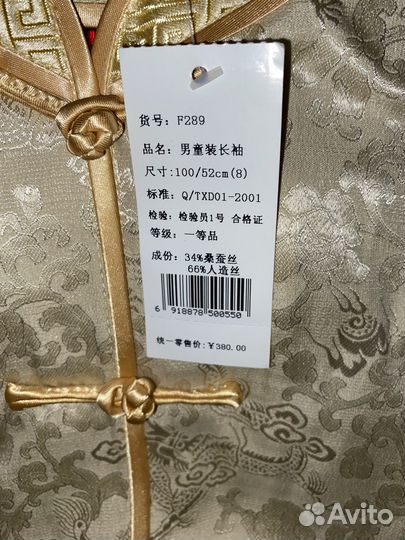 货号: F289
品名: 男童装长袖
尺寸:100/52cm(8)
标准: Q/TXD01-2001
检验: 检验员1号 合格证
等级: 一等品
成份: 34%桑蚕丝
66%人造丝
6 918878 500550
统一零售价:￥380.00
Avito